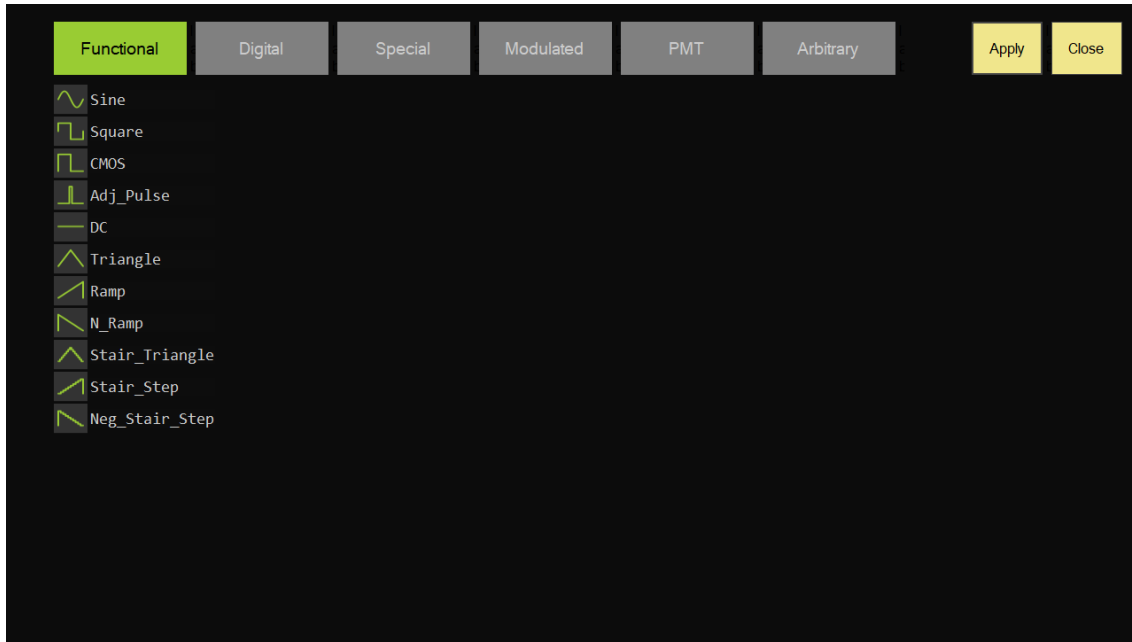 Functional Digital Special Modulated PMT Arbitrary Apply Close
Sine
Square
CMOS
Adj_Pulse
DC
Triangle
Ramp
N_Ramp
Stair_Triangle
Stair_Step
Neg_Stair_Step